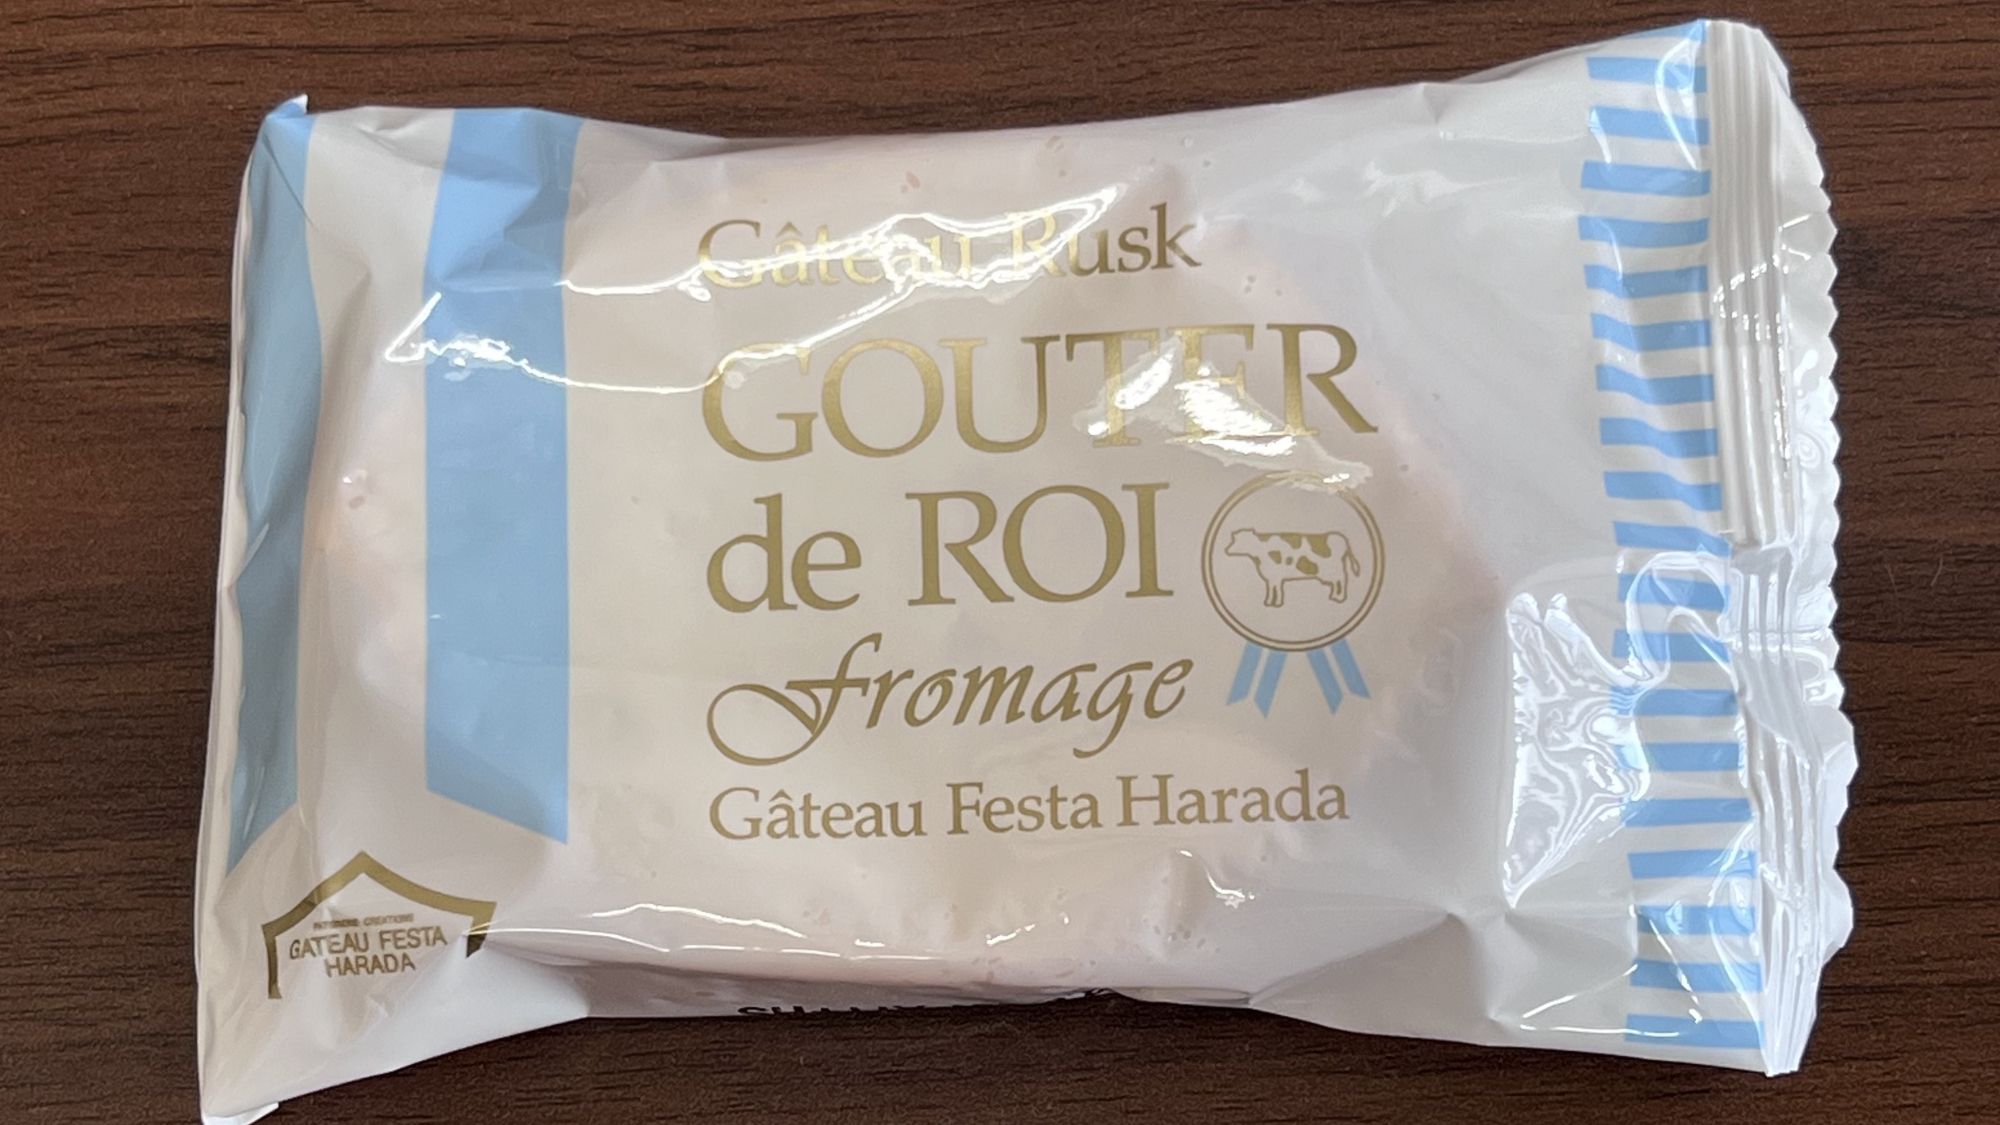 Gâteau Rusk
GOUTER
de ROI
fromage
Gâteau Festa Harada
GATEAU FESTA
HARADA